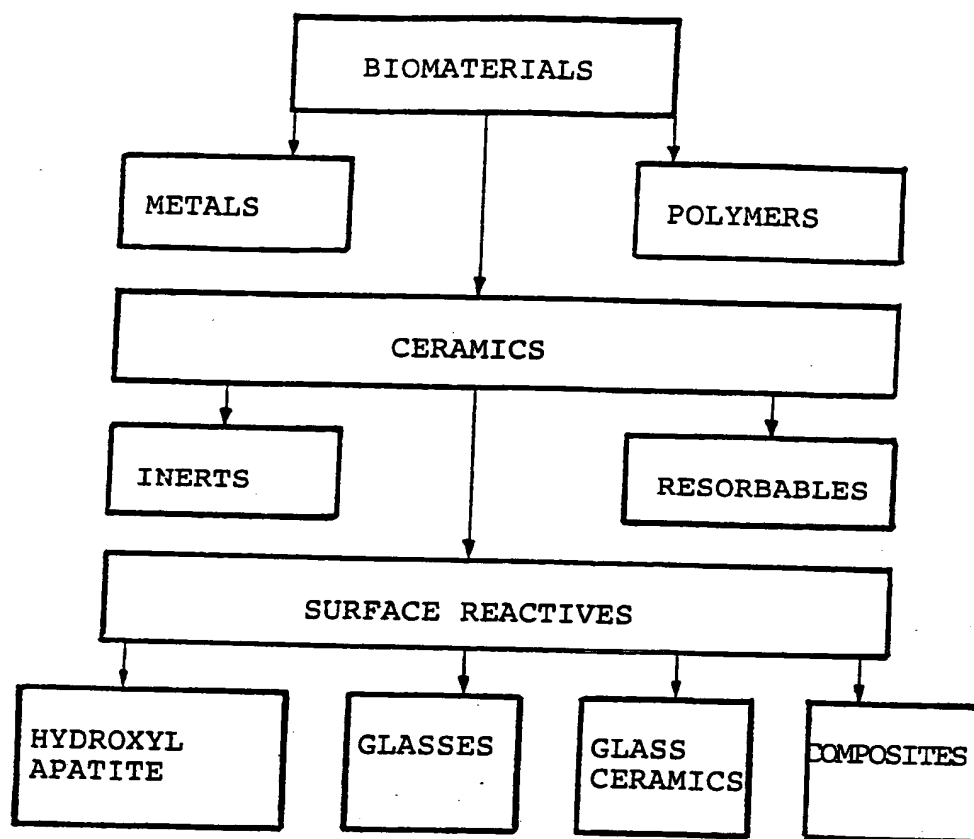 BIOMATERIALS
METALS
POLYMERS
CERAMICS
INERTS
RESORBABLES
SURFACE REACTIVES
HYDROXYL
APATITE
GLASSES
GLASS
CERAMICS
COMPOSITES